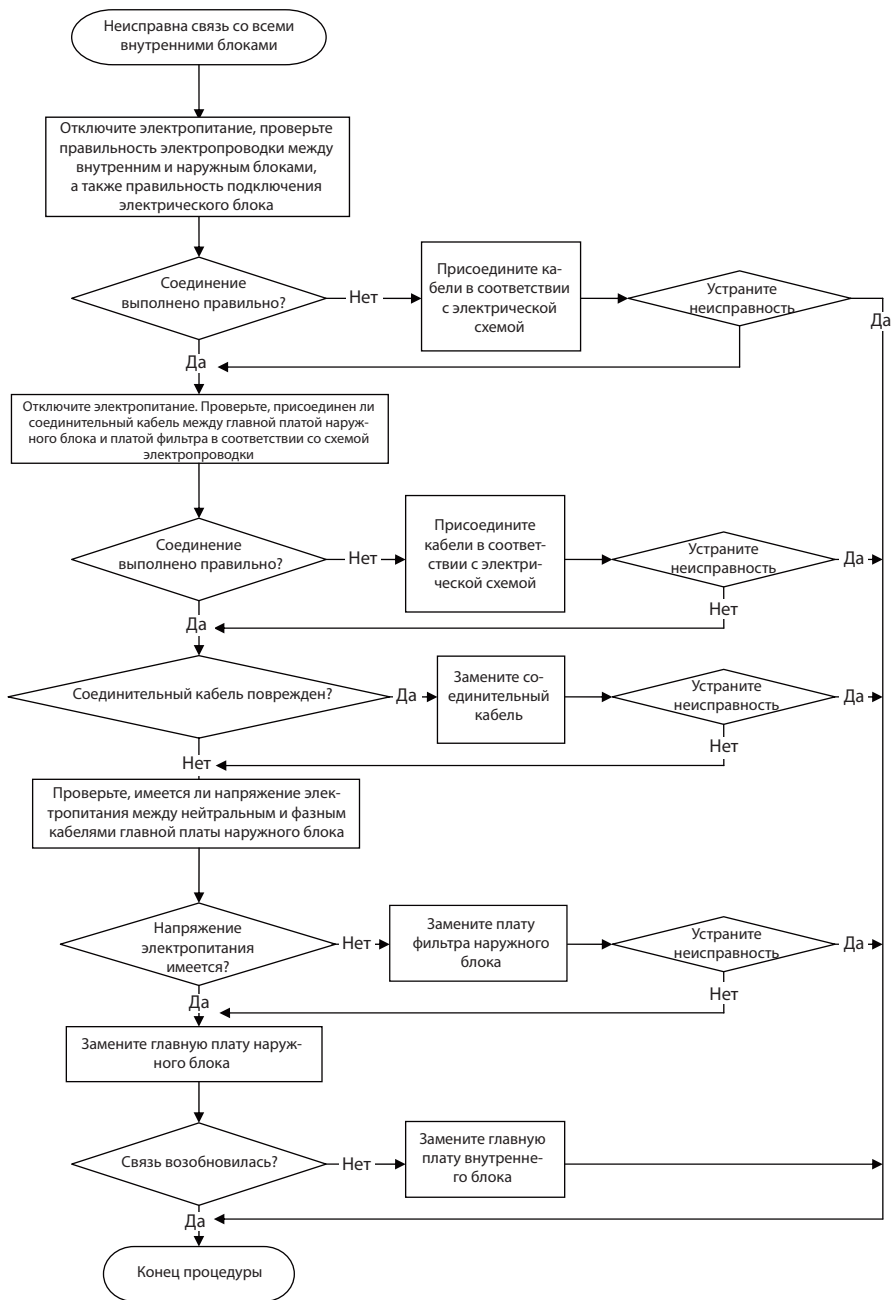 Неисправна связь со всеми
внутренними блоками
Отключите электропитание, проверьте
правильность электропроводки между
внутренним и наружным блоками,
а также правильность подключения
электрического блока
Соединение
выполнено правильно?
Нет
Присоедините ка-
бели в соответствии
с электрической
схемой
Устраните
неисправность
Да
Да
Отключите электропитание. Проверьте, присоединен ли
соединительный кабель между главной платой наруж-
ного блока и платой фильтра в соответствии со схемой
электропроводки
Соединение
выполнено правильно?
Нет
Присоедините
кабели в соответ-
ствии с электри-
ческой схемой
Устраните
неисправность
Да
Нет
Да
Соединительный кабель поврежден?
Да
Замените со-
единительный
кабель
Устраните
неисправность
Да
Нет
Нет
Проверьте, имеется ли напряжение элек-
тропитания между нейтральным и фазным
кабелями главной платы наружного блока
Напряжение
электропитания
имеется?
Нет
Замените плату
фильтра наружного
блока
Устраните
неисправность
Да
Нет
Да
Замените главную плату наруж-
ного блока
Связь возобновилась?
Нет
Замените главную
плату внутренне-
го блока
Да
Конец процедуры